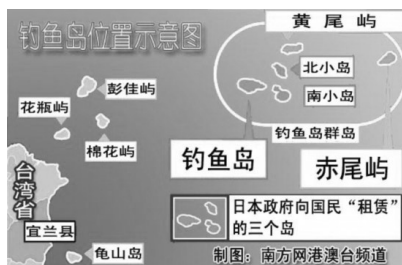 钓鱼岛位置示意图
黄尾屿
北小岛
南小岛
钓鱼岛群岛
彭佳屿
花瓶屿
棉花屿
钓鱼岛
赤尾屿
台湾省
宜兰县
龟山岛
日本政府向国民“租赁”
的三个岛
制图：南方网港澳台频道